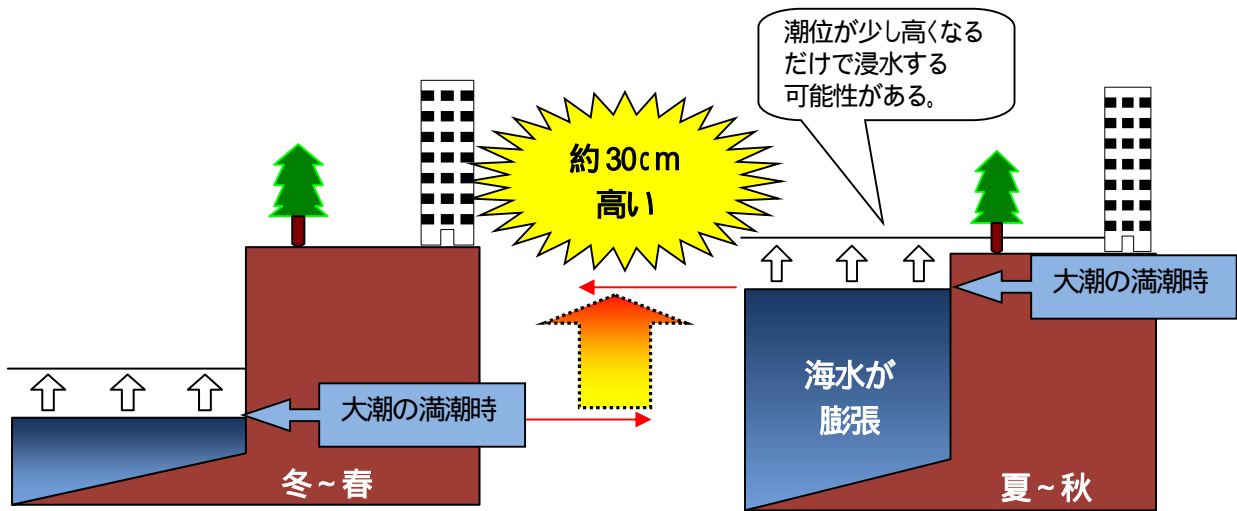 潮位が少し高くなる
だけで浸水する
可能性がある。
約30cm
高い
大潮の満潮時
冬~春
大潮の満潮時
海水が
膨張
夏~秋